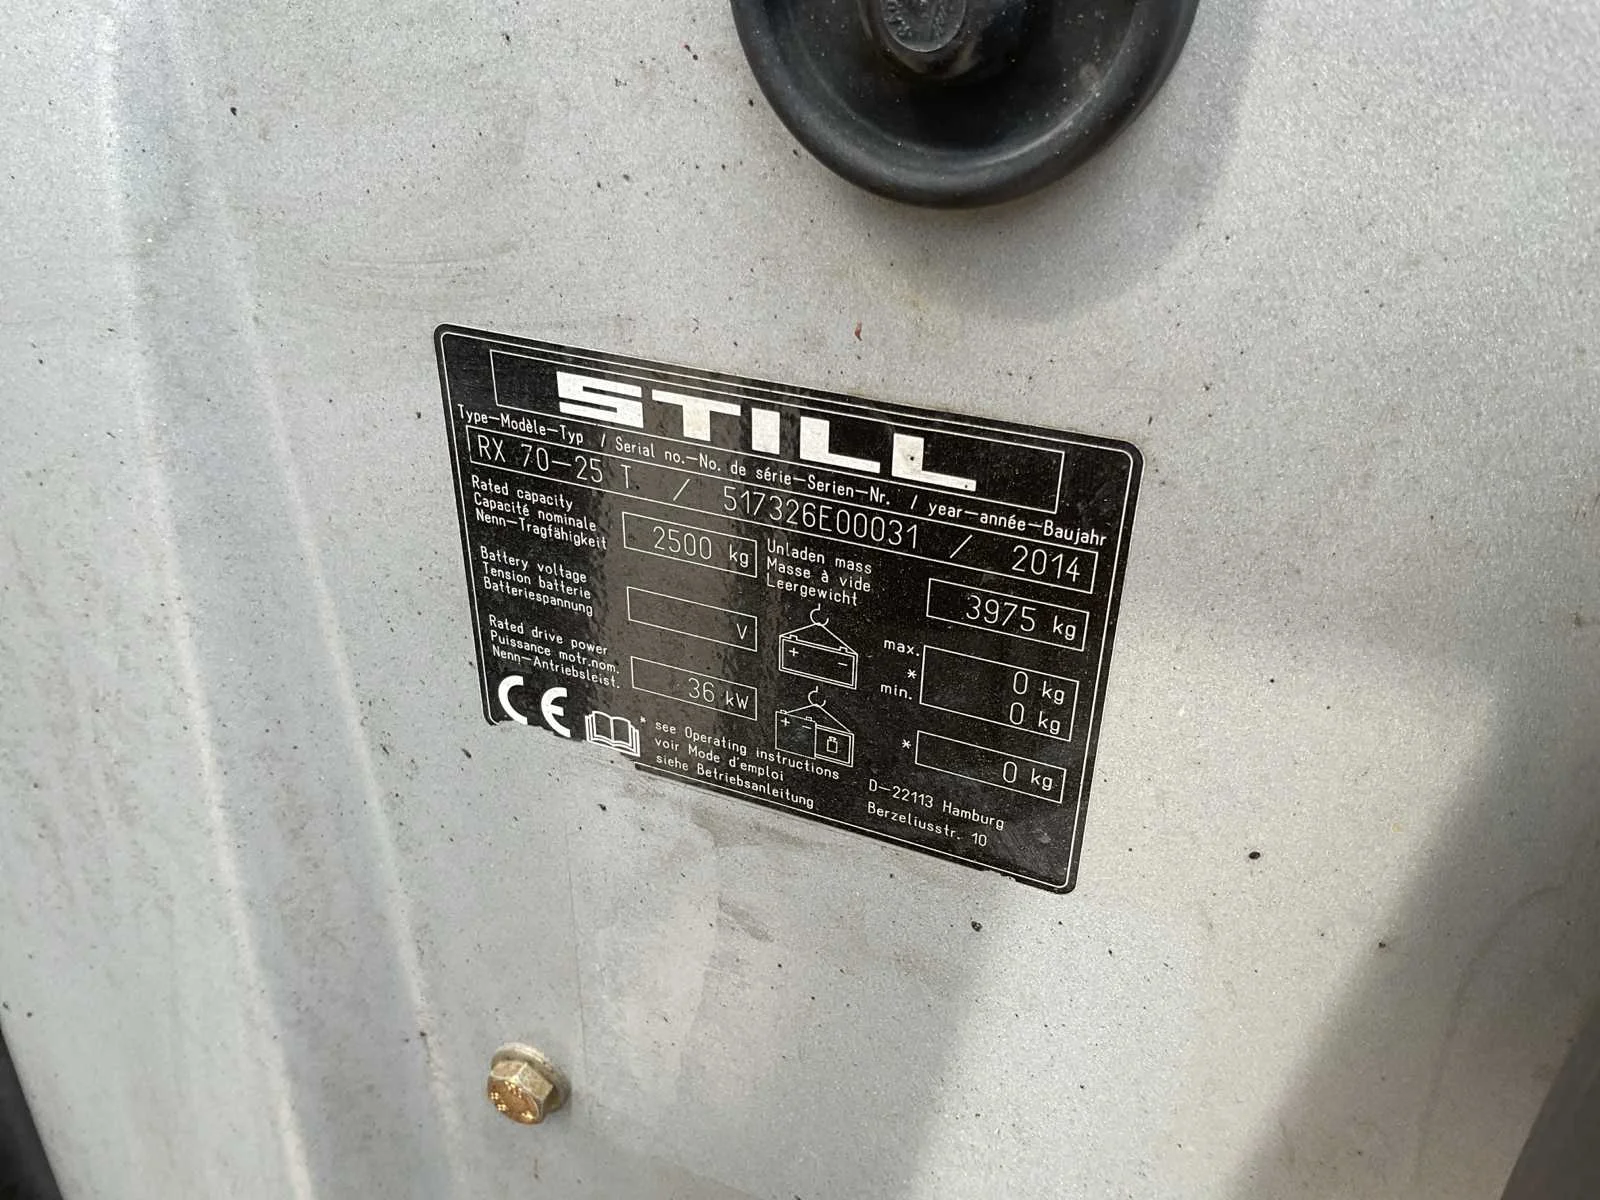 STILL
Type-Modèle-Typ / Serial no.-No. de série-Serien-Nr. / year-année-Baujahr
RX 70-25 T / 517326E00031 / 2014
Rated capacity
Capacité nominale
Nenn-Tragfähigkeit
2500 kg
Unladen mass
Masse à vide
Leergewicht
3975 kg
Battery voltage
Tension batterie
Batteriespannung
V
max.
*
min.
0 kg
0 kg
Rated drive power
Puissance motr.nom.
Nenn-Antriebsleist.
36 kW
*
0 kg
CE
* see Operating instructions
voir Mode d'emploi
siehe Betriebsanleitung
D-22113 Hamburg
Berzeliusstr. 10